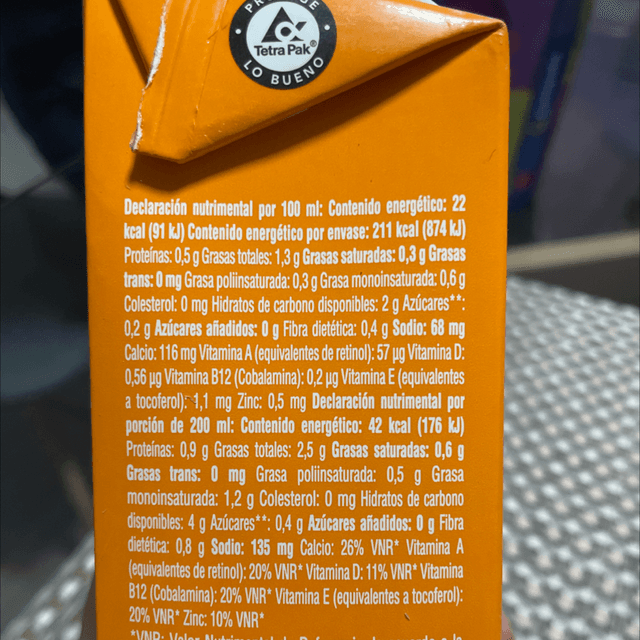 PROTEGE
Tetra Pak®
LO BUENO
Declaración nutrimental por 100 ml: Contenido energético: 22
kcal (91 kJ) Contenido energético por envase: 211 kcal (874 kJ)
Proteínas: 0,5 g Grasas totales: 1,3 g Grasas saturadas: 0,3 g Grasas
trans: 0 mg Grasa poliinsaturada: 0,3 g Grasa monoinsaturada: 0,6 g
Colesterol: 0 mg Hidratos de carbono disponibles: 2 g Azúcares**:
0,2 g Azúcares añadidos: 0 g Fibra dietética: 0,4 g Sodio: 68 mg
Calcio: 116 mg Vitamina A (equivalentes de retinol): 57 µg Vitamina D:
0,56 µg Vitamina B12 (Cobalamina): 0,2 µg Vitamina E (equivalentes
a tocoferol): 1,1 mg Zinc: 0,5 mg Declaración nutrimental por
porción de 200 ml: Contenido energético: 42 kcal (176 kJ)
Proteínas: 0,9 g Grasas totales: 2,5 g Grasas saturadas: 0,6 g
Grasas trans: 0 mg Grasa poliinsaturada: 0,5 g Grasa
monoinsaturada: 1,2 g Colesterol: 0 mg Hidratos de carbono
disponibles: 4 g Azúcares**: 0,4 g Azúcares añadidos: 0 g Fibra
dietética: 0,8 g Sodio: 135 mg Calcio: 26% VNR* Vitamina A
(equivalentes de retinol): 20% VNR* Vitamina D: 11% VNR* Vitamina
B12 (Cobalamina): 20% VNR* Vitamina E (equivalentes a tocoferol):
20% VNR* Zinc: 10% VNR*